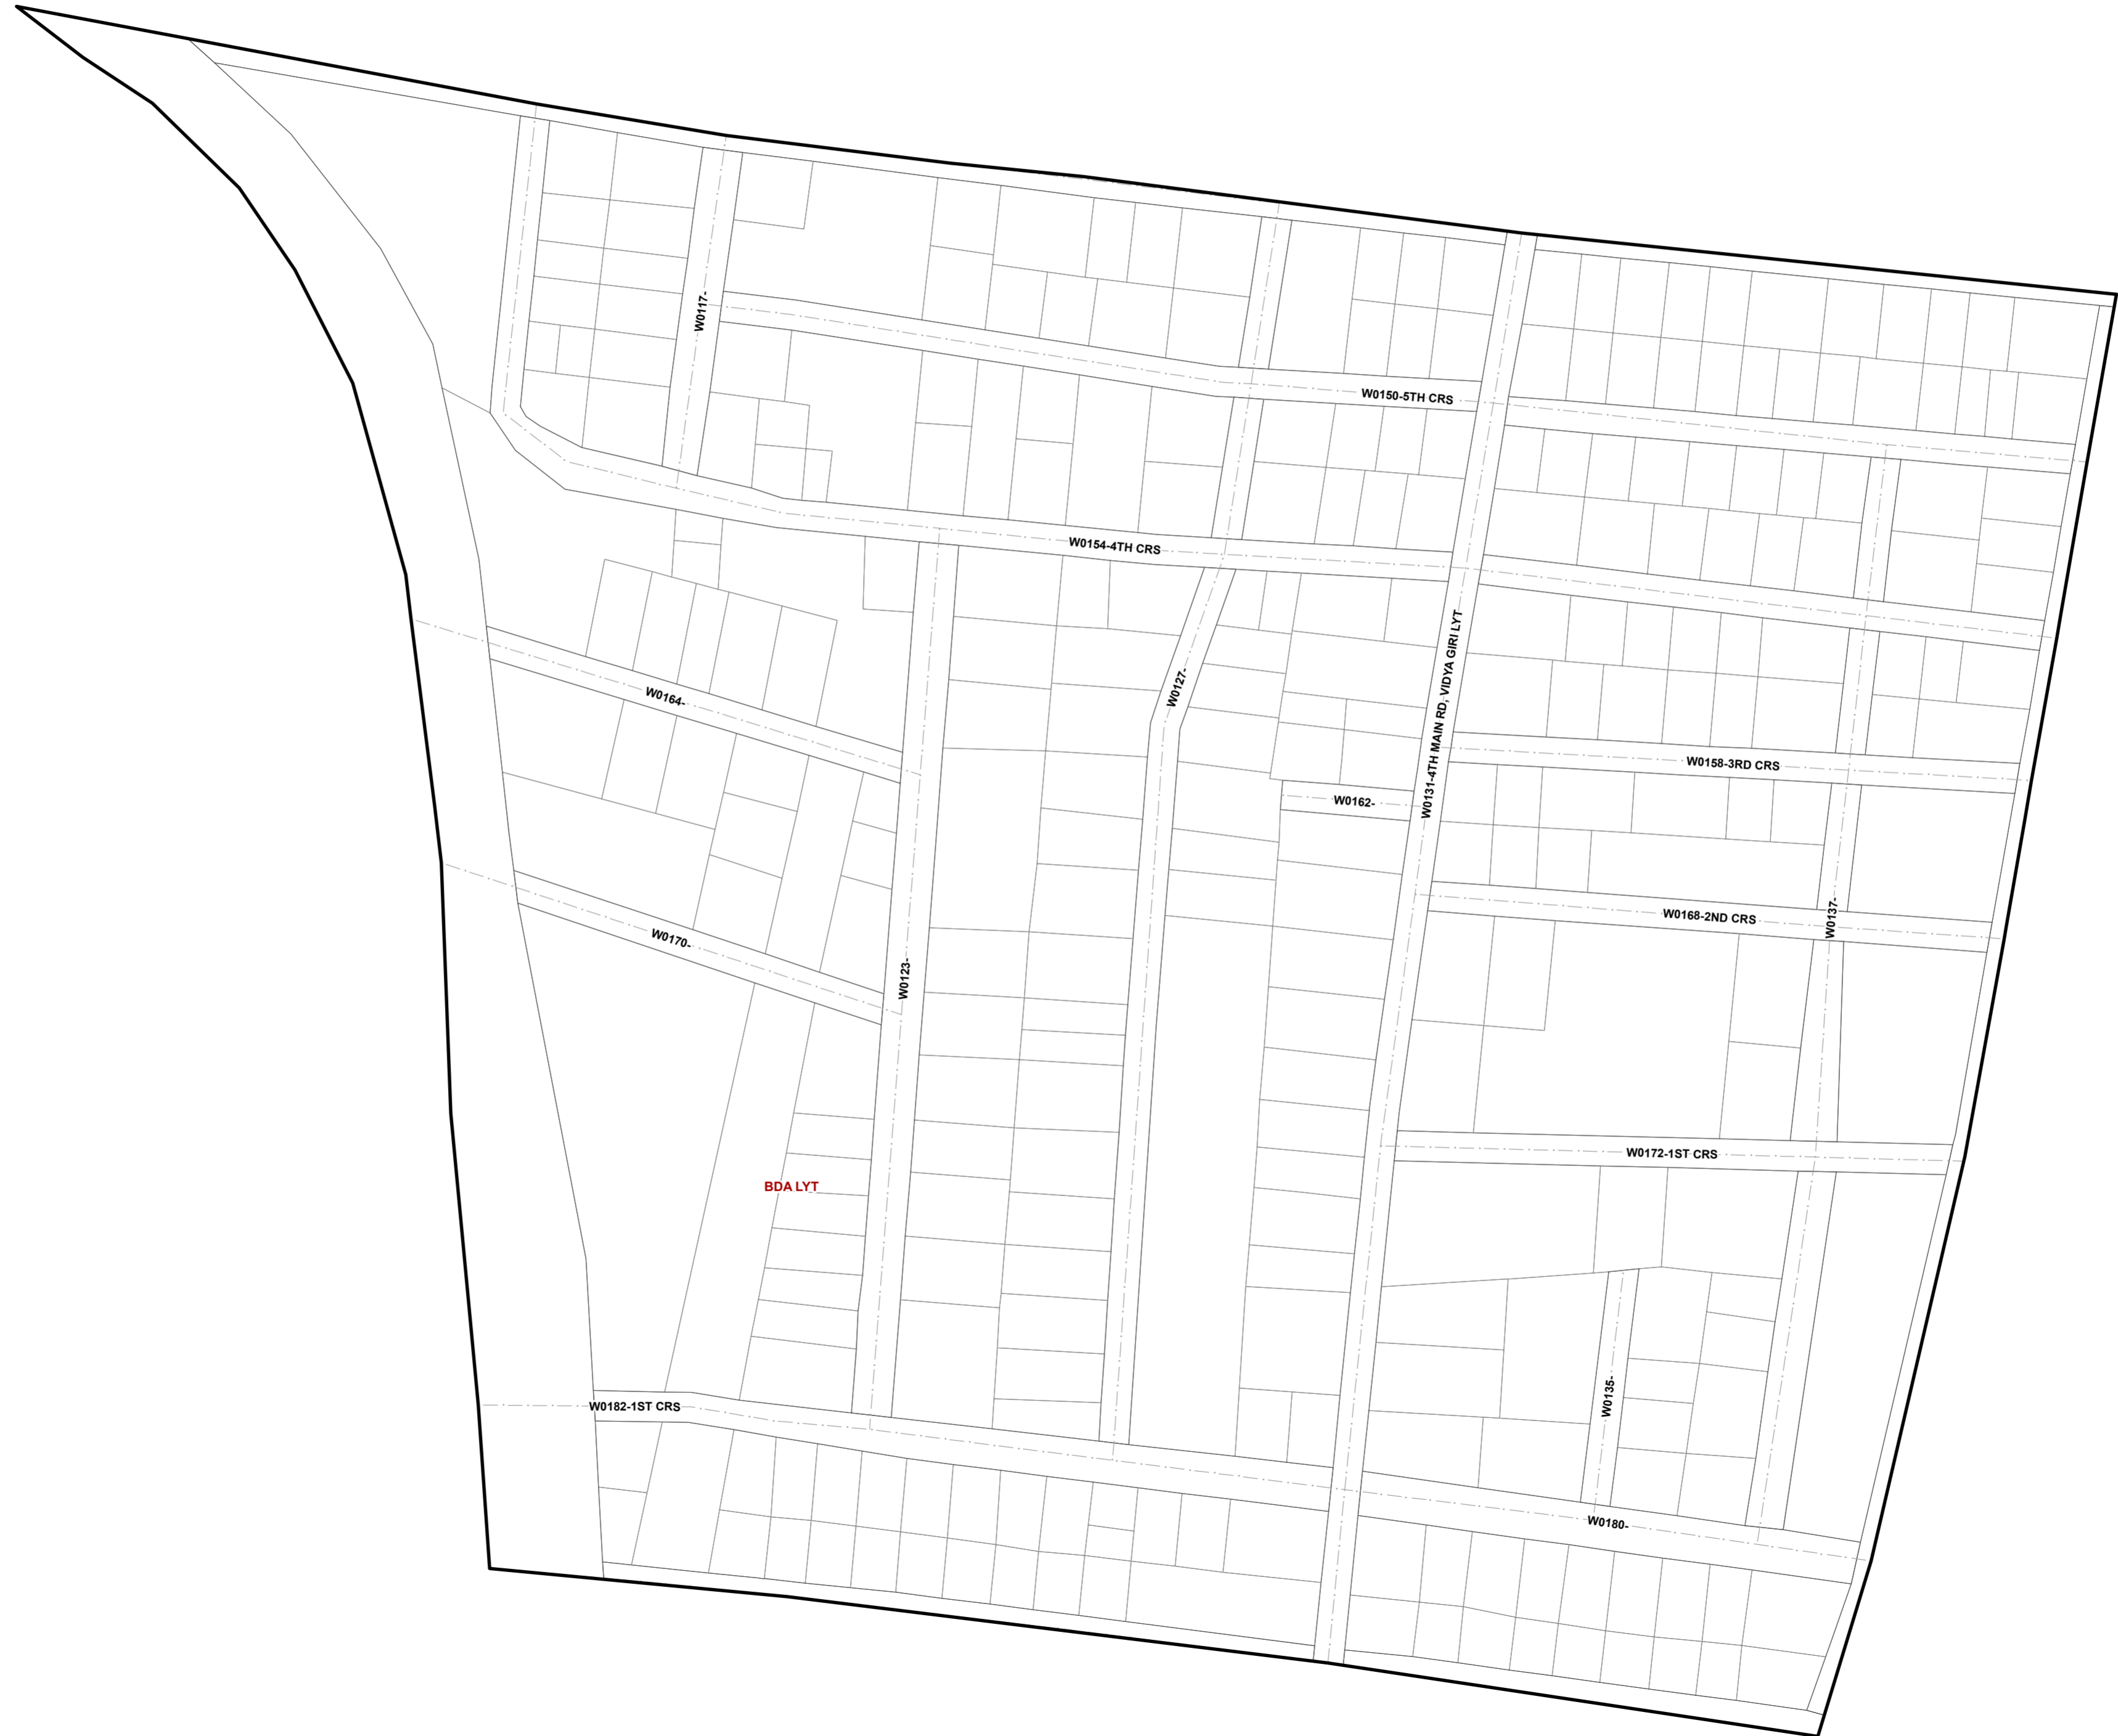 W0117-
W0150-5TH CRS
W0154-4TH CRS
W0164-
W0127-
W0131-4TH MAIN RD, VIDYA GIRI LYT
W0158-3RD CRS
W0162-
W0168-2ND CRS
W0137-
W0170-
W0123-
W0172-1ST CRS
BDA LYT
W0135-
W0182-1ST CRS
W0180-